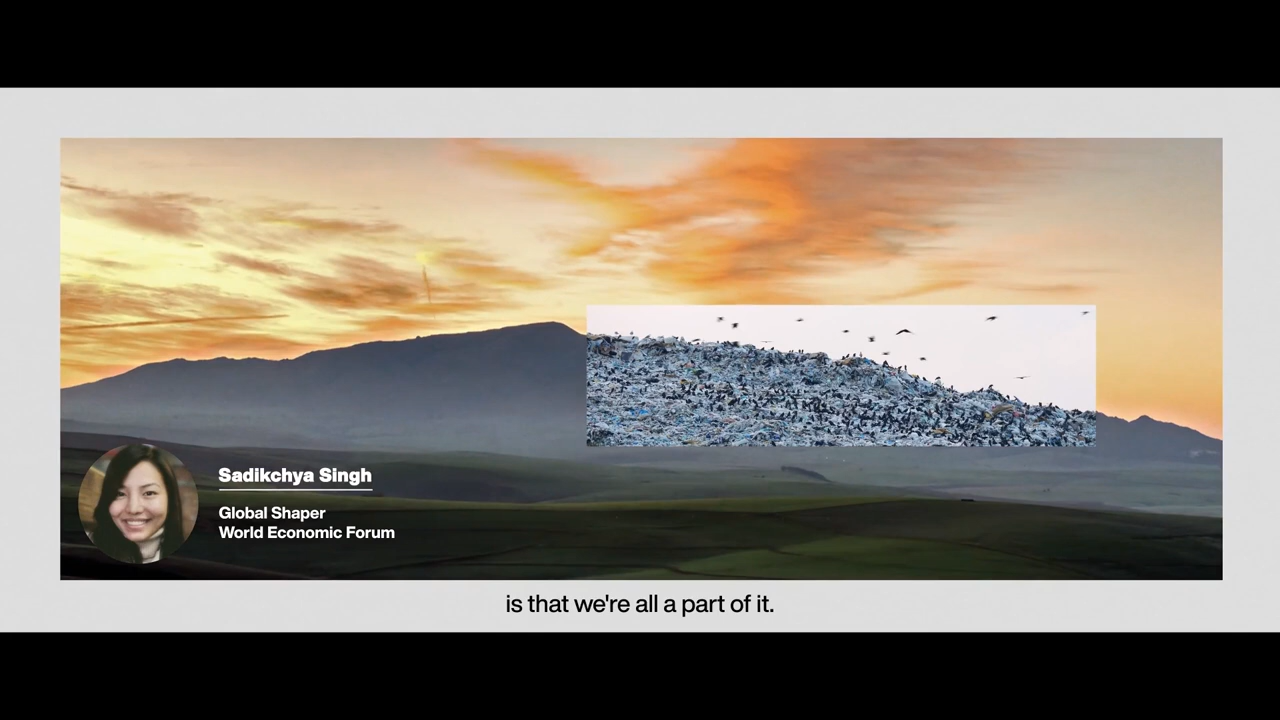 Sadikchya Singh
Global Shaper
World Economic Forum
is that we're all a part of it.